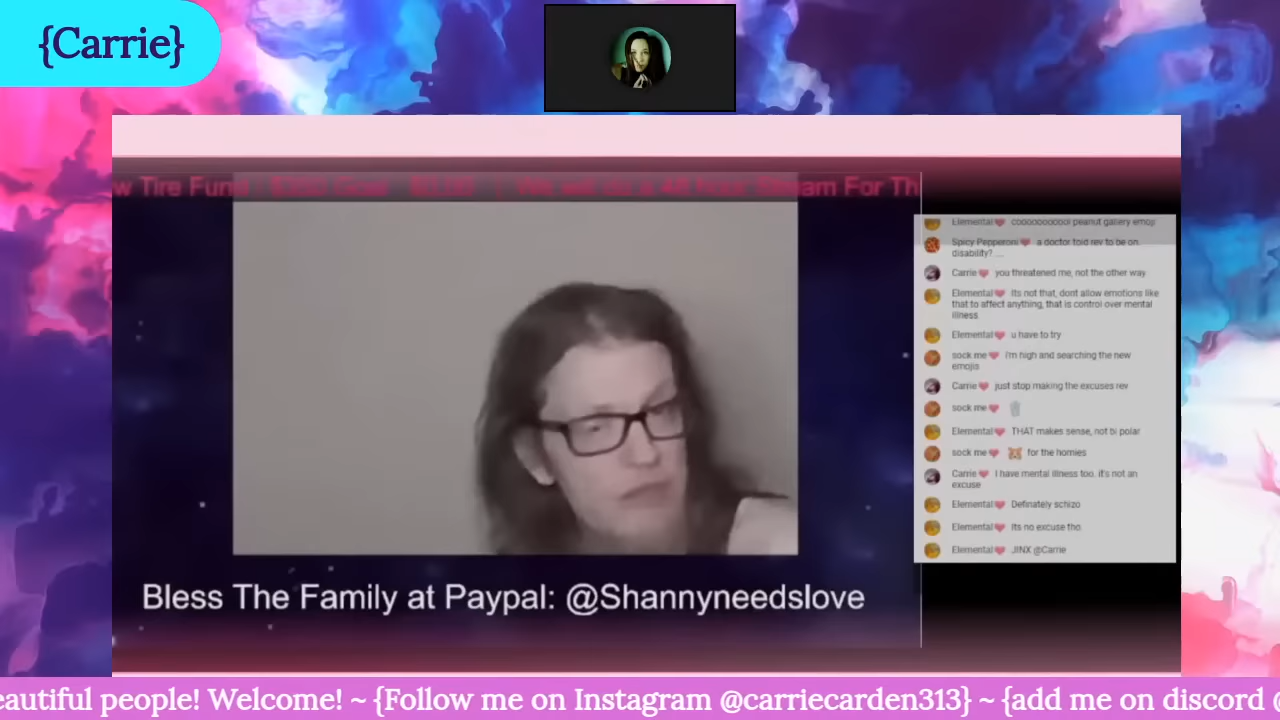 {Carrie}
w Tire Fund
We will do a 48 hour Stream For Th
Elemental coooooooooool peanut gallery emoji
Spicy Pepperoni a doctor told rev to be on
disability? ....
Carrie you threatened me, not the other way
Elemental Its not that, dont allow emotions like
that to affect anything, that is control over mental
illness
Elemental u have to try
sock me i'm high and searching the new
emojis
Carrie just stop making the excuses rev
sock me
Elemental THAT makes sense, not bi polar
sock me for the homies
Carrie I have mental illness too. it's not an
excuse
Elemental Definately schizo
Elemental Its no excuse tho
Elemental JINX @Carrie
Bless The Family at Paypal: @Shannyneedslove
eautiful people! Welcome! ~ {Follow me on Instagram @carriecarden313} ~ {add me on discord @